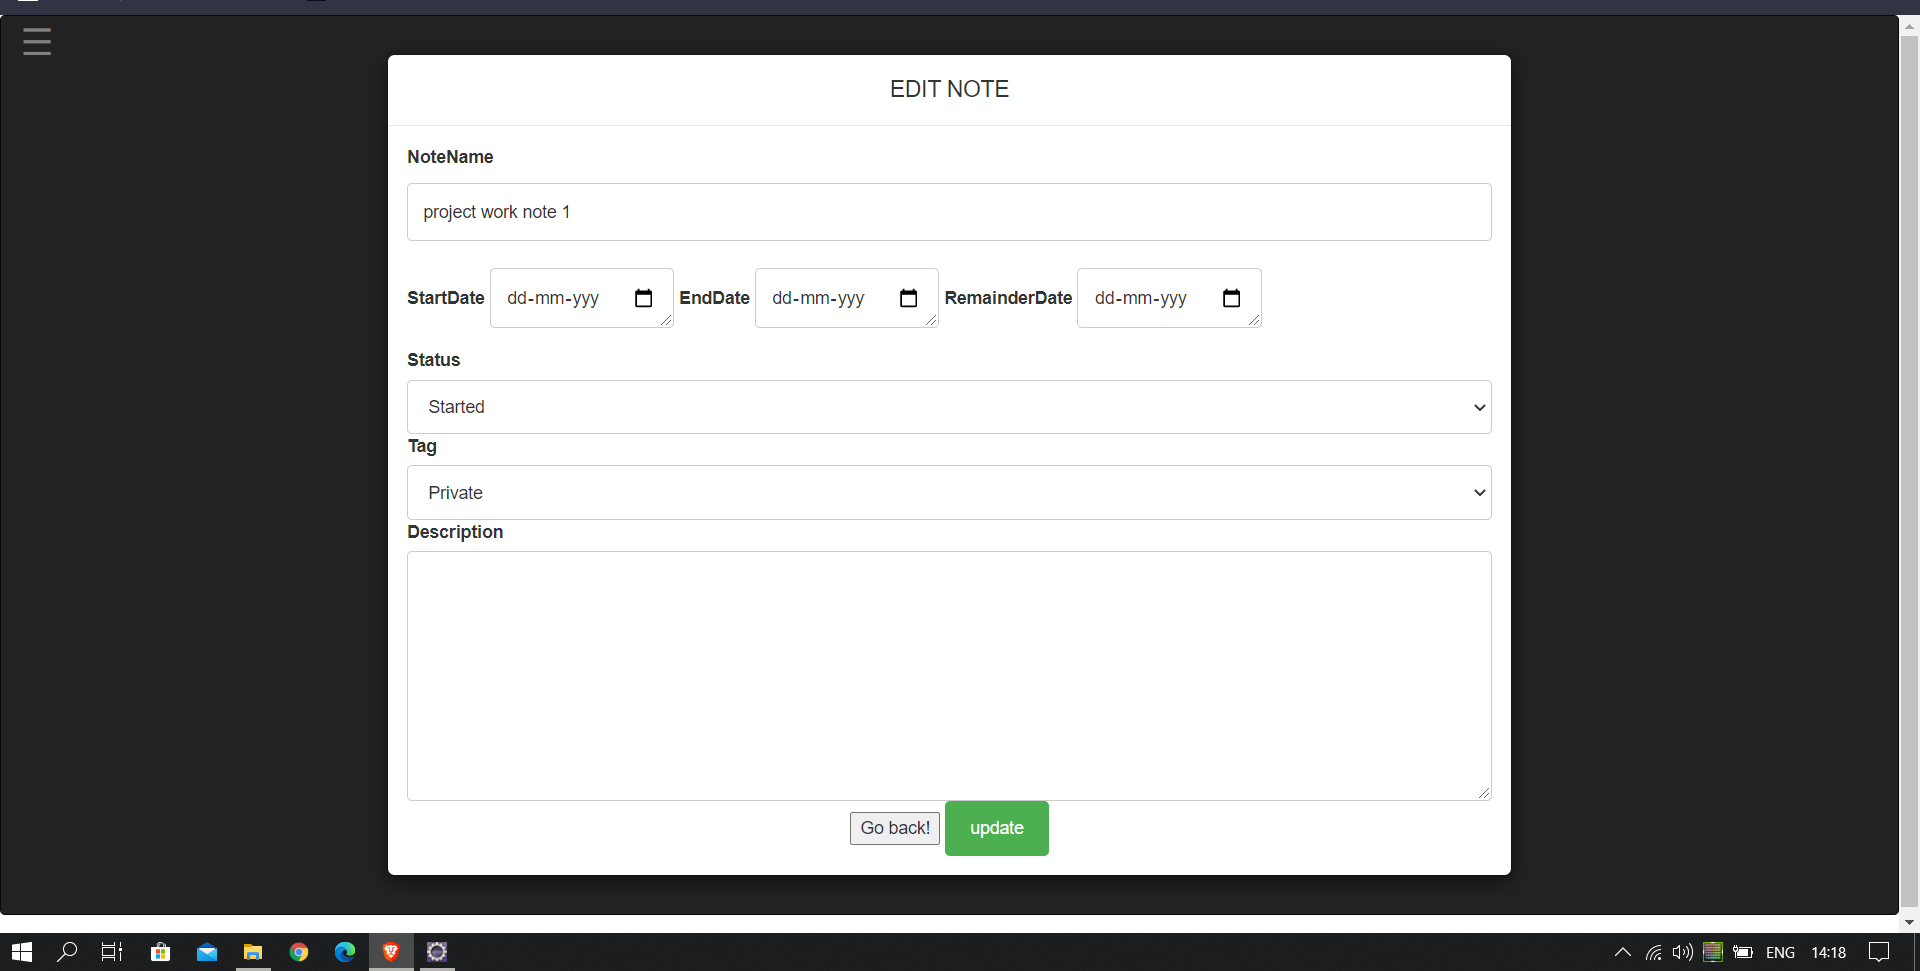 EDIT NOTE
NoteName
project work note 1
StartDate dd-mm-yyy EndDate dd-mm-yyy RemainderDate dd-mm-yyy
Status
Started
Tag
Private
Description
Go back! update
ENG 14:18